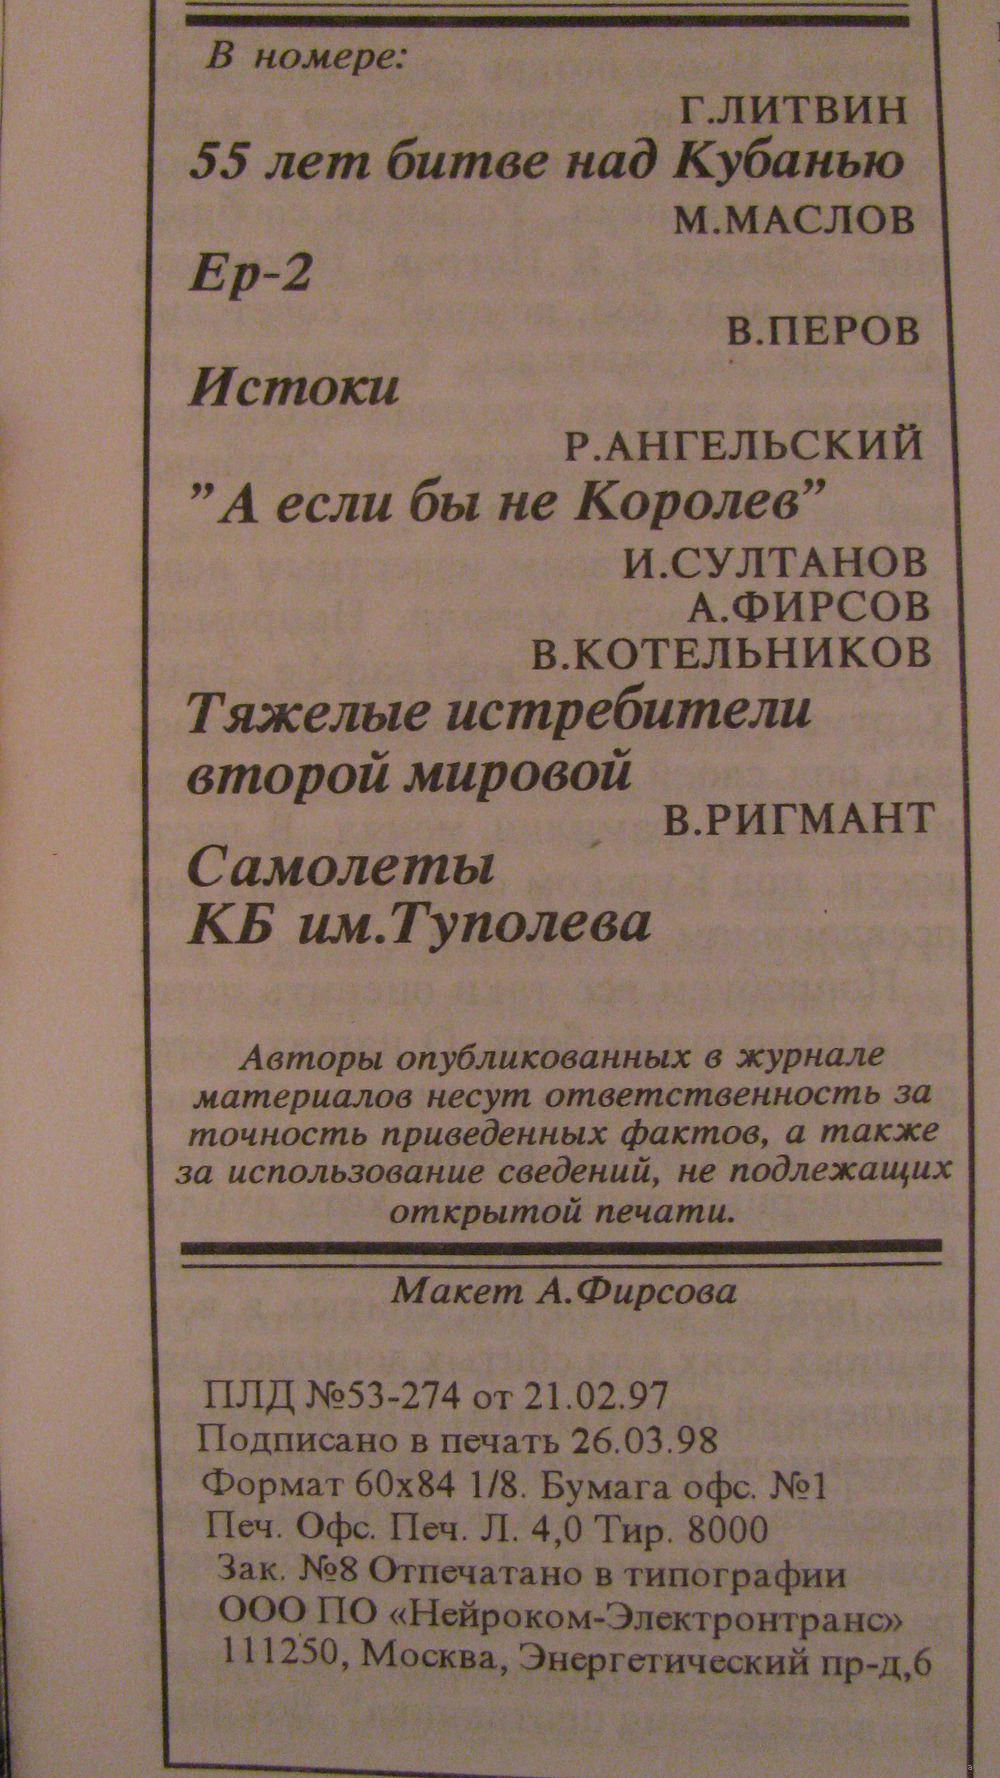 В номере:
Г.ЛИТВИН
55 лет битве над Кубанью
М.МАСЛОВ
Ер-2
В.ПЕРОВ
Истоки
Р.АНГЕЛЬСКИЙ
”А если бы не Королев”
И.СУЛТАНОВ
А.ФИРСОВ
В.КОТЕЛЬНИКОВ
Тяжелые истребители
второй мировой
В.РИГМАНТ
Самолеты
КБ им.Туполева
Авторы опубликованных в журнале
материалов несут ответственность за
точность приведенных фактов, а также
за использование сведений, не подлежащих
открытой печати.
Макет А.Фирсова
ПЛД №53-274 от 21.02.97
Подписано в печать 26.03.98
Формат 60х84 1/8. Бумага офс. №1
Печ. Офс. Печ. Л. 4,0 Тир. 8000
Зак. №8 Отпечатано в типографии
ООО ПО «Нейроком-Электронтранс»
111250, Москва, Энергетический пр-д,6